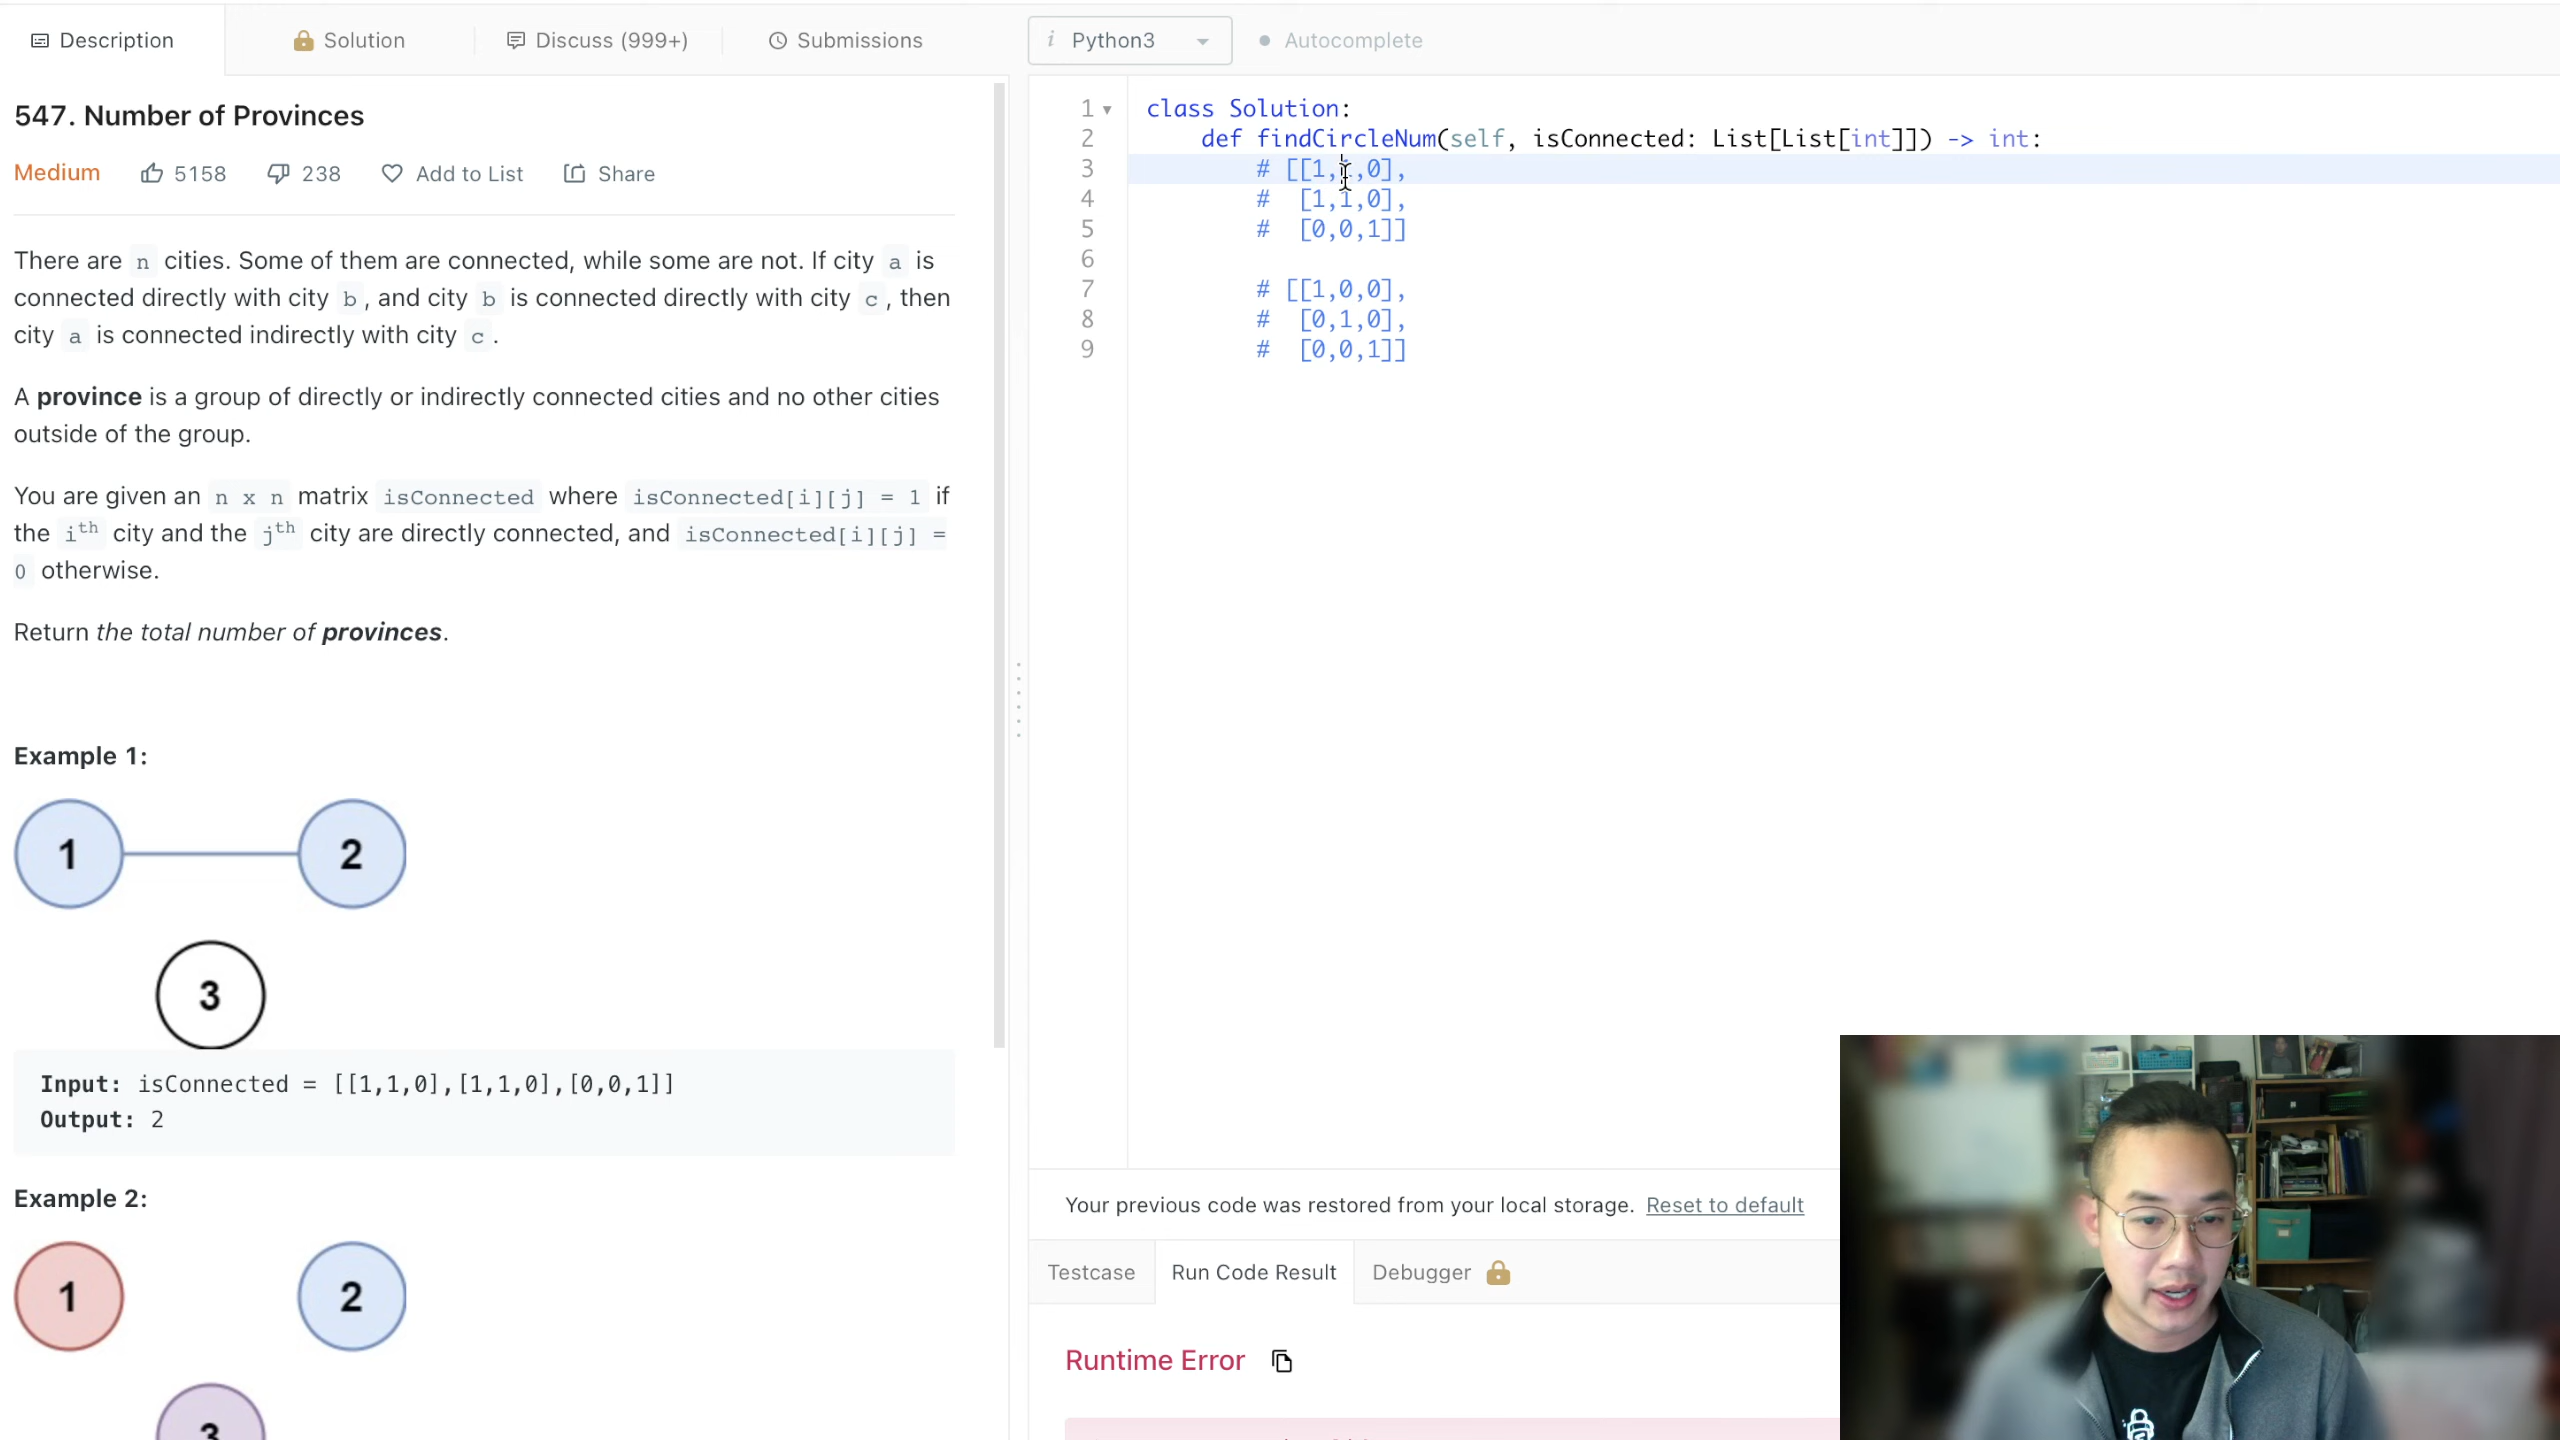 Description
Solution
Discuss (999+)
Submissions
i Python3
Autocomplete
547. Number of Provinces
Medium 5158 238 Add to List Share
There are n cities. Some of them are connected, while some are not. If city a is
connected directly with city b, and city b is connected directly with city c, then
city a is connected indirectly with city c.
A province is a group of directly or indirectly connected cities and no other cities
outside of the group.
You are given an n x n matrix isConnected where isConnected[i][j] = 1 if
the ith city and the jth city are directly connected, and isConnected[i][j] =
0 otherwise.
Return the total number of provinces.
Example 1:
1 2
3
Input: isConnected = [[1,1,0],[1,1,0],[0,0,1]]
Output: 2
Example 2:
1 2
3
1 class Solution:
2 def findCircleNum(self, isConnected: List[List[int]]) -> int:
3 # [[1,1,0],
4 # [1,1,0],
5 # [0,0,1]]
6
7 # [[1,0,0],
8 # [0,1,0],
9 # [0,0,1]]
Your previous code was restored from your local storage. Reset to default
Testcase
Run Code Result
Debugger
Runtime Error